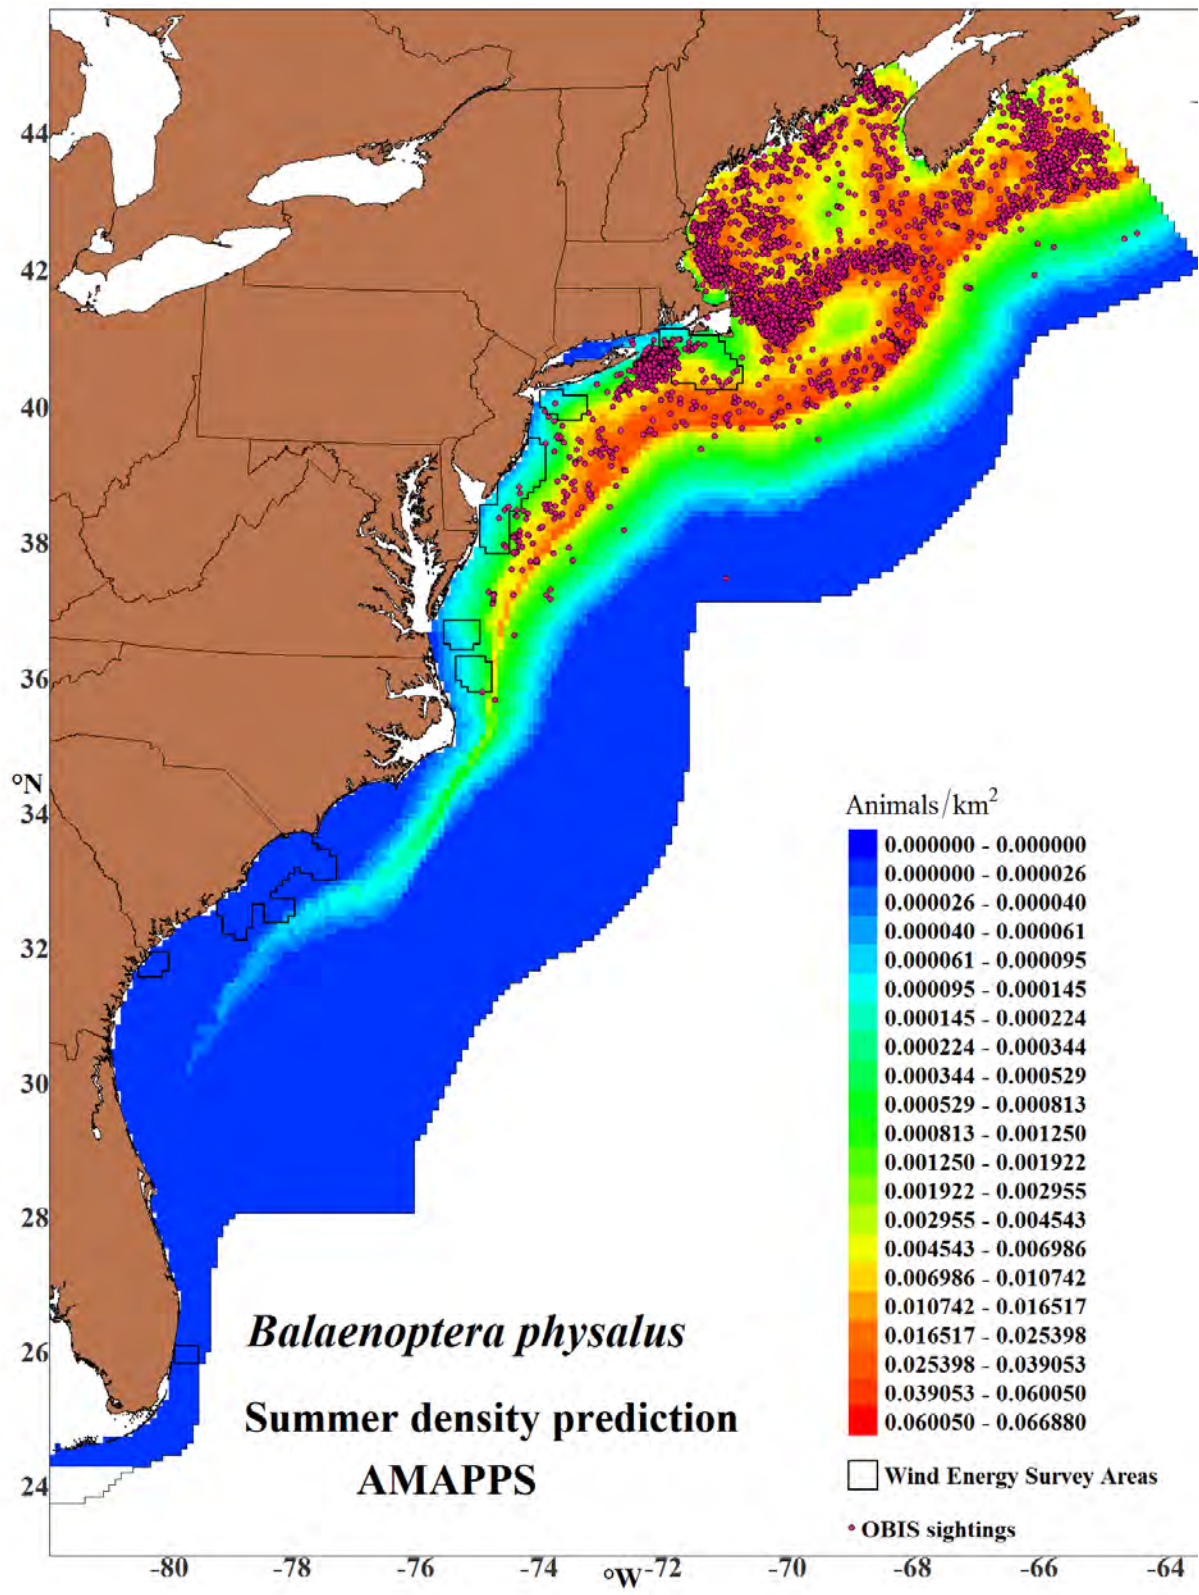 44
42
40
38
36
°N
34
32
30
28
26
24
Animals/km²
0.000000 - 0.000000
0.000000 - 0.000026
0.000026 - 0.000040
0.000040 - 0.000061
0.000061 - 0.000095
0.000095 - 0.000145
0.000145 - 0.000224
0.000224 - 0.000344
0.000344 - 0.000529
0.000529 - 0.000813
0.000813 - 0.001250
0.001250 - 0.001922
0.001922 - 0.002955
0.002955 - 0.004543
0.004543 - 0.006986
0.006986 - 0.010742
0.010742 - 0.016517
0.016517 - 0.025398
0.025398 - 0.039053
0.039053 - 0.060050
0.060050 - 0.066880
Wind Energy Survey Areas
OBIS sightings
Balaenoptera physalus
Summer density prediction
AMAPPS
-80 -78 -76 -74 °W -72 -70 -68 -66 -64